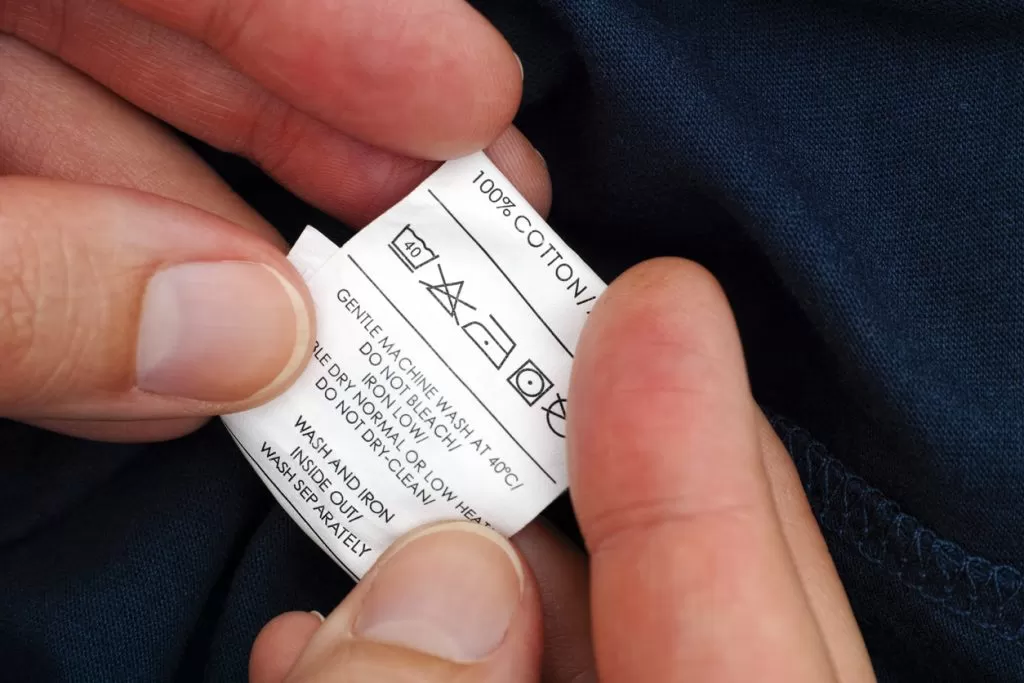 100% COTTON/
40
GENTLE MACHINE WASH AT 40°C/
DO NOT BLEACH/
IRON LOW/
DRY NORMAL OR LOW
DO NOT DRY-CLEAN/
WASH AND IRON
INSIDE OUT/
WASH SEPARATELY